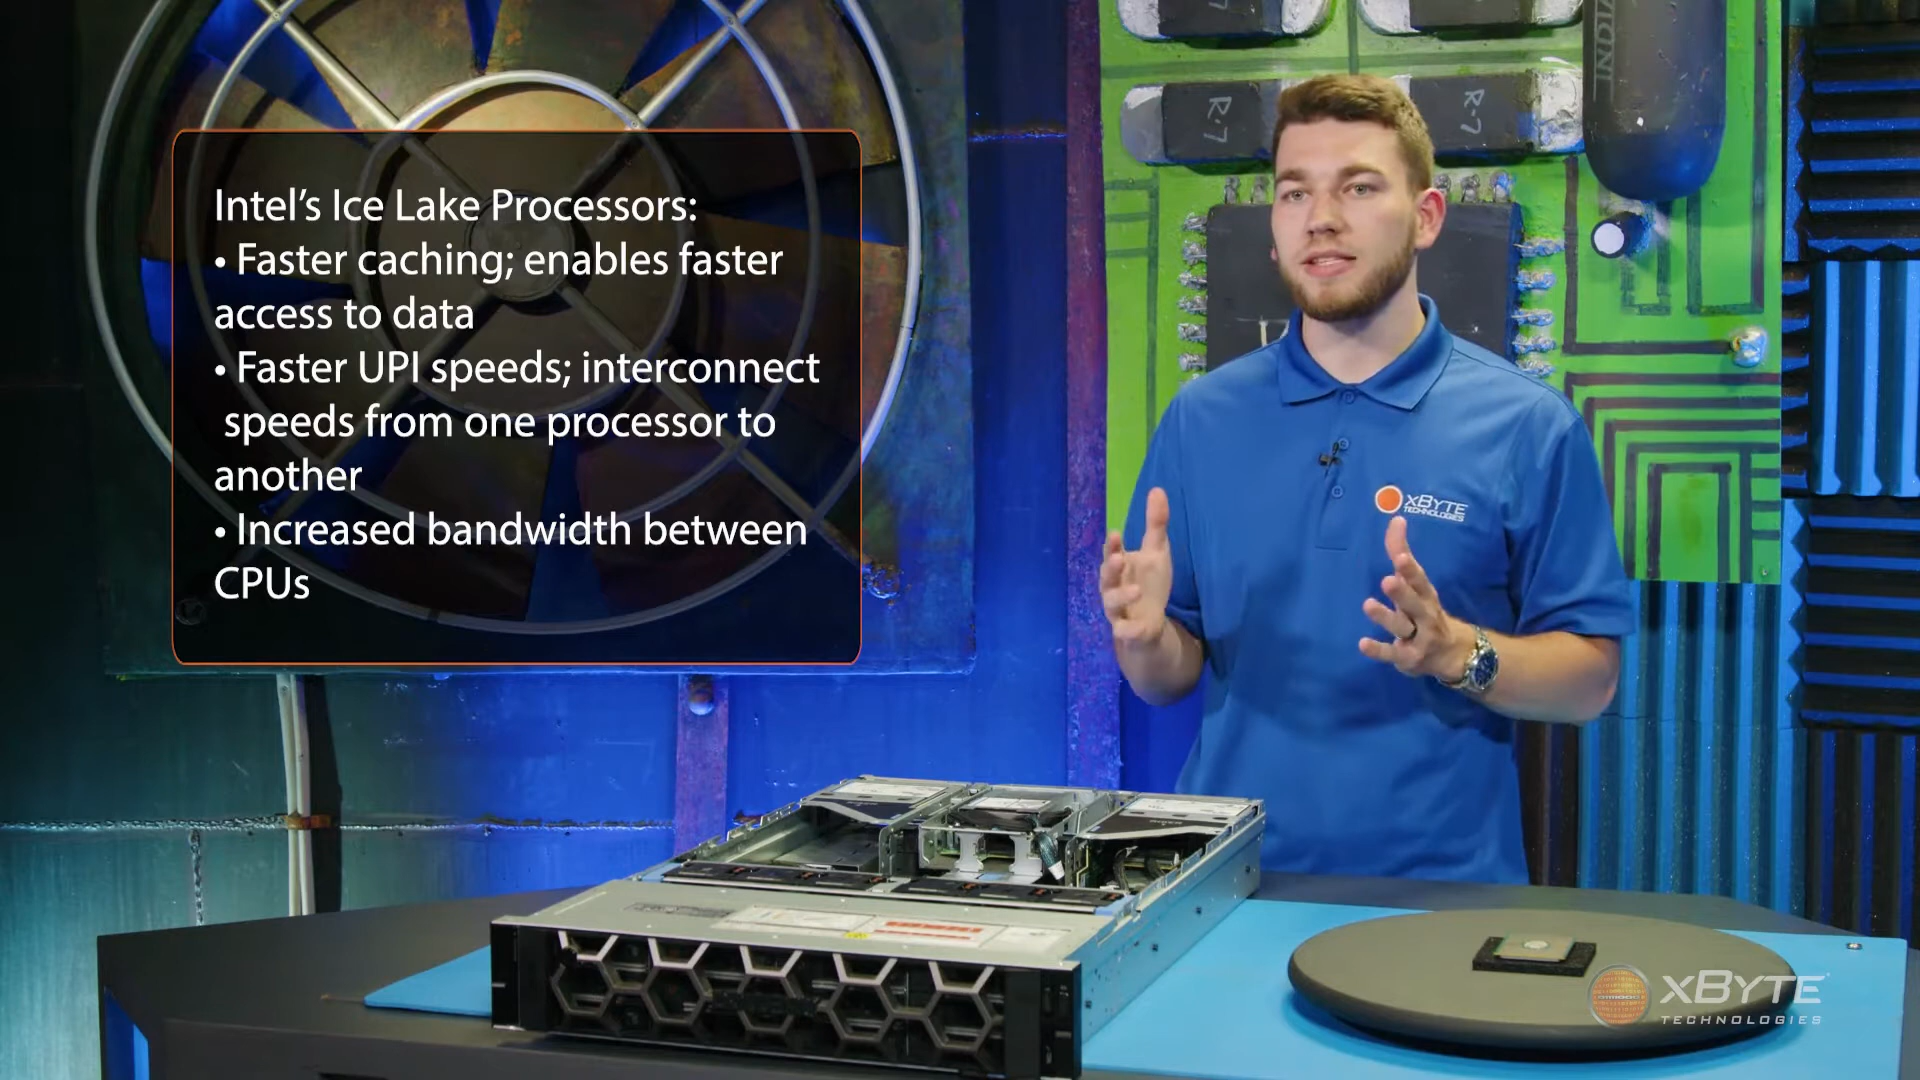 Intel’s Ice Lake Processors:
• Faster caching; enables faster
access to data
• Faster UPI speeds; interconnect
speeds from one processor to
another
• Increased bandwidth between
CPUs
R-7
R-7
xBYTE
TECHNOLOGIES
xBYTE
TECHNOLOGIES